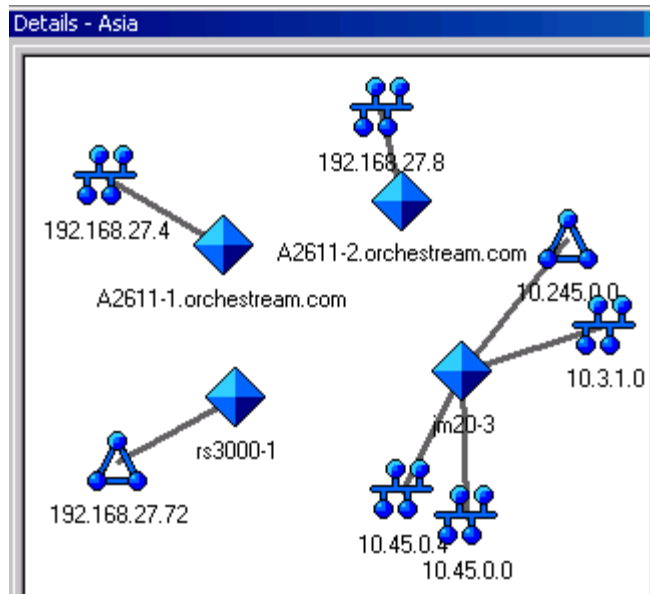 Details - Asia
192.168.27.8
192.168.27.4
A2611-2.orchestream.com
A2611-1.orchestream.com
10.245.0.0
10.3.1.0
jm20-3
rs3000-1
192.168.27.72
10.45.0.4
10.45.0.0